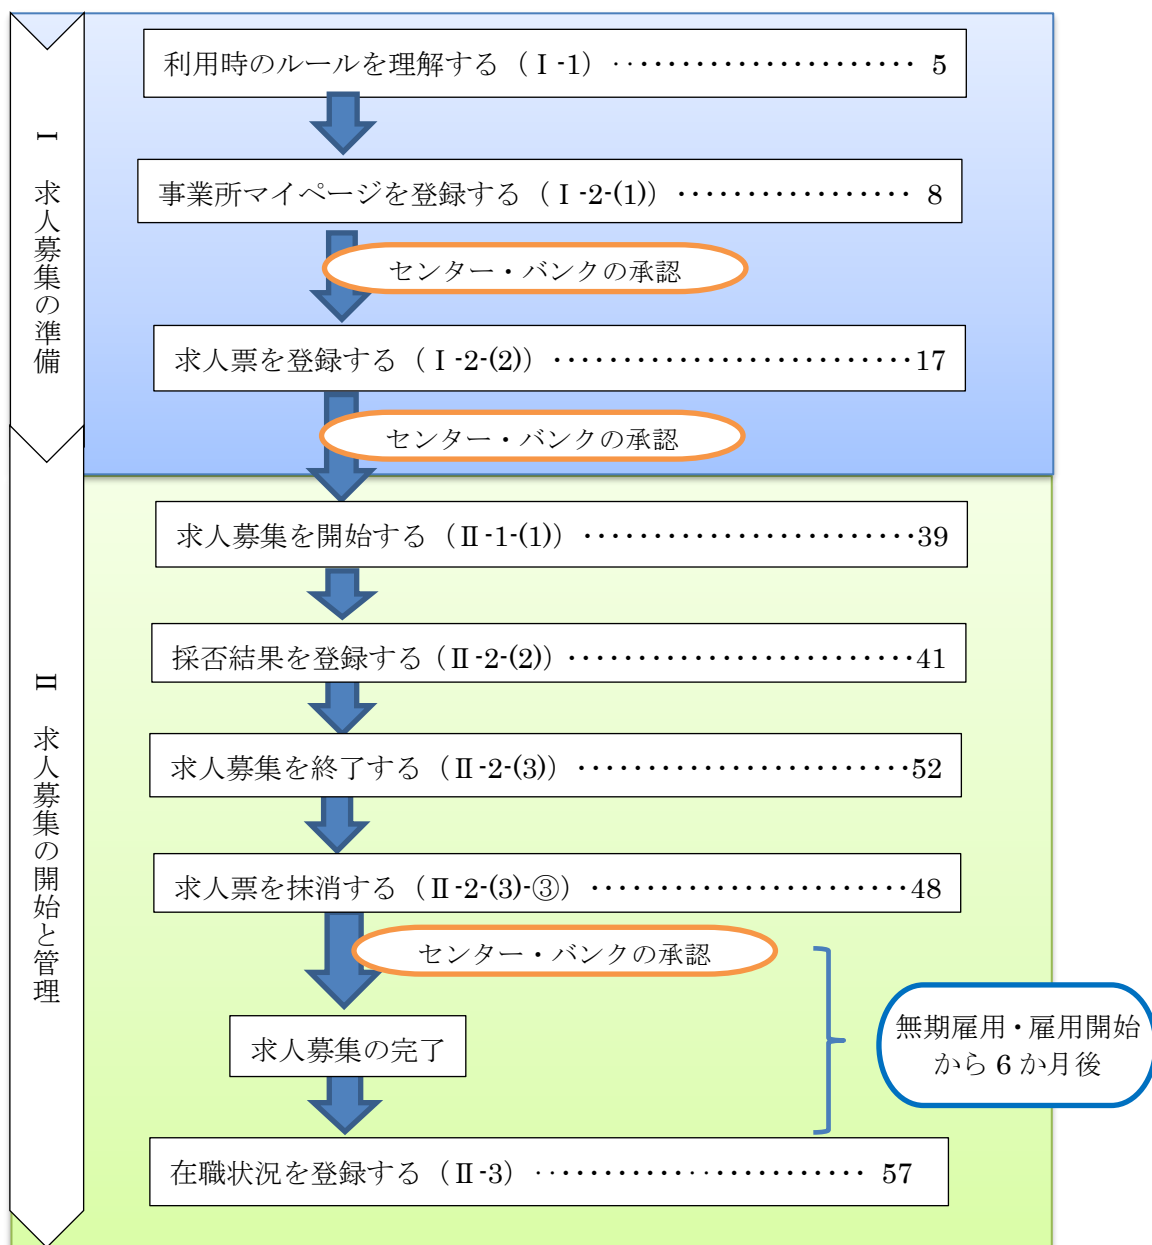 Ⅰ 求人募集の準備
利用時のルールを理解する（Ⅰ-1）‥・・・・・・・・・・・・・・・・・・・・ 5
事業所マイページを登録する（Ⅰ-2-(1)）・・・・・・・・・・・・・・・・・ 8
センター・バンクの承認
求人票を登録する（Ⅰ-2-(2)）・・・・・・・・・・・・・・・・・・・・・・・・・・17
センター・バンクの承認
Ⅱ 求人募集の開始と管理
求人募集を開始する（Ⅱ-1-(1)）・・・・・・・・・・・・・・・・・・・・・・・・39
採否結果を登録する（Ⅱ-2-(2)）・・・・・・・・・・・・・・・・・・・・・・・・・41
求人募集を終了する（Ⅱ-2-(3)）・・・・・・・・・・・・・・・・・・・・・・・・52
求人票を抹消する（Ⅱ-2-(3)-③）・・・・・・・・・・・・・・・・・・・・・・・48
センター・バンクの承認
無期雇用・雇用開始
から 6 か月後
求人募集の完了
在職状況を登録する（Ⅱ-3）‥・・・・・・・・・‥・・・・・・・・・・・ 57